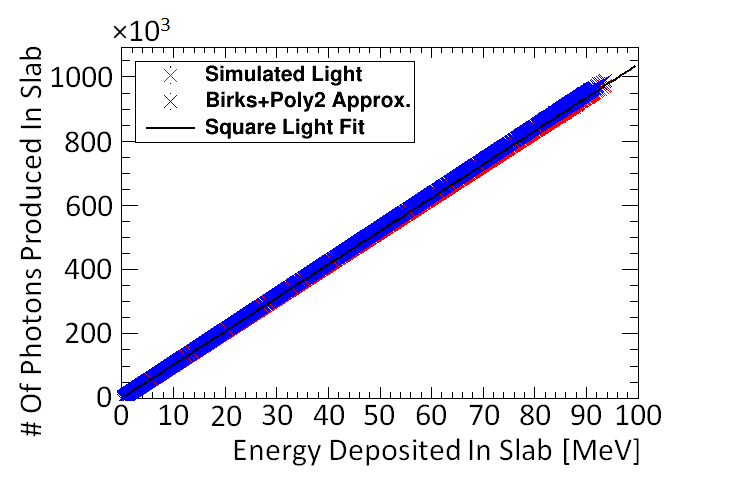 ×10³
# Of Photons Produced In Slab
1000
800
600
400
200
0
Simulated Light
Birks+Poly2 Approx.
Square Light Fit
0 10 20 30 40 50 60 70 80 90 100
Energy Deposited In Slab [MeV]